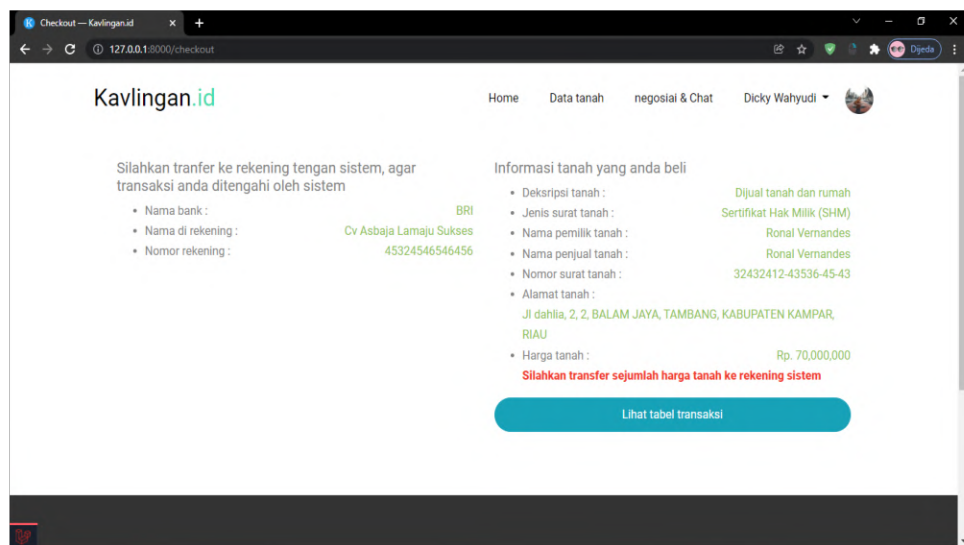 Checkout — Kavlingan.id
127.0.0.1:8000/checkout
Dijeda
Kavlingan.id
Home Data tanah negosiai & Chat Dicky Wahyudi
Silahkan tranfer ke rekening tengan sistem, agar
transaksi anda ditengahi oleh sistem
Nama bank : BRI
Nama di rekening : Cv Asbaja Lamaju Sukses
Nomor rekening : 45324546546456
Informasi tanah yang anda beli
Deksripsi tanah : Dijual tanah dan rumah
Jenis surat tanah : Sertifikat Hak Milik (SHM)
Nama pemilik tanah : Ronal Vernandes
Nama penjual tanah : Ronal Vernandes
Nomor surat tanah : 32432412-43536-45-43
Alamat tanah :
Jl dahlia, 2, 2, BALAM JAYA, TAMBANG, KABUPATEN KAMPAR,
RIAU
Harga tanah : Rp. 70,000,000
Silahkan transfer sejumlah harga tanah ke rekening sistem
Lihat tabel transaksi